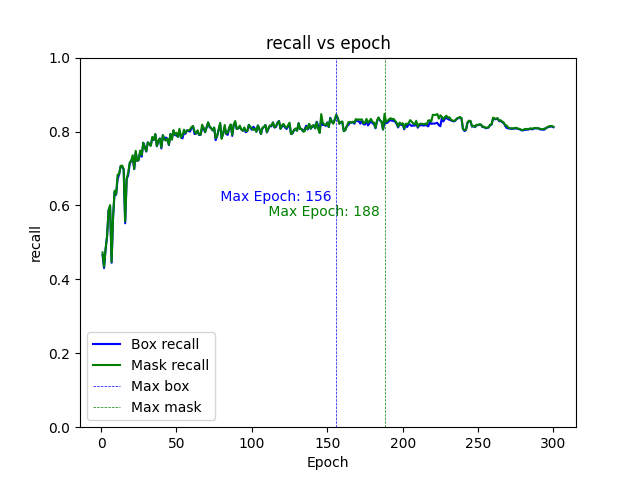 recall vs epoch
1.0
0.8
0.6
0.4
0.2
0.0
recall
Max Epoch: 156
Max Epoch: 188
Box recall
Mask recall
Max box
Max mask
0 50 100 150 200 250 300
Epoch